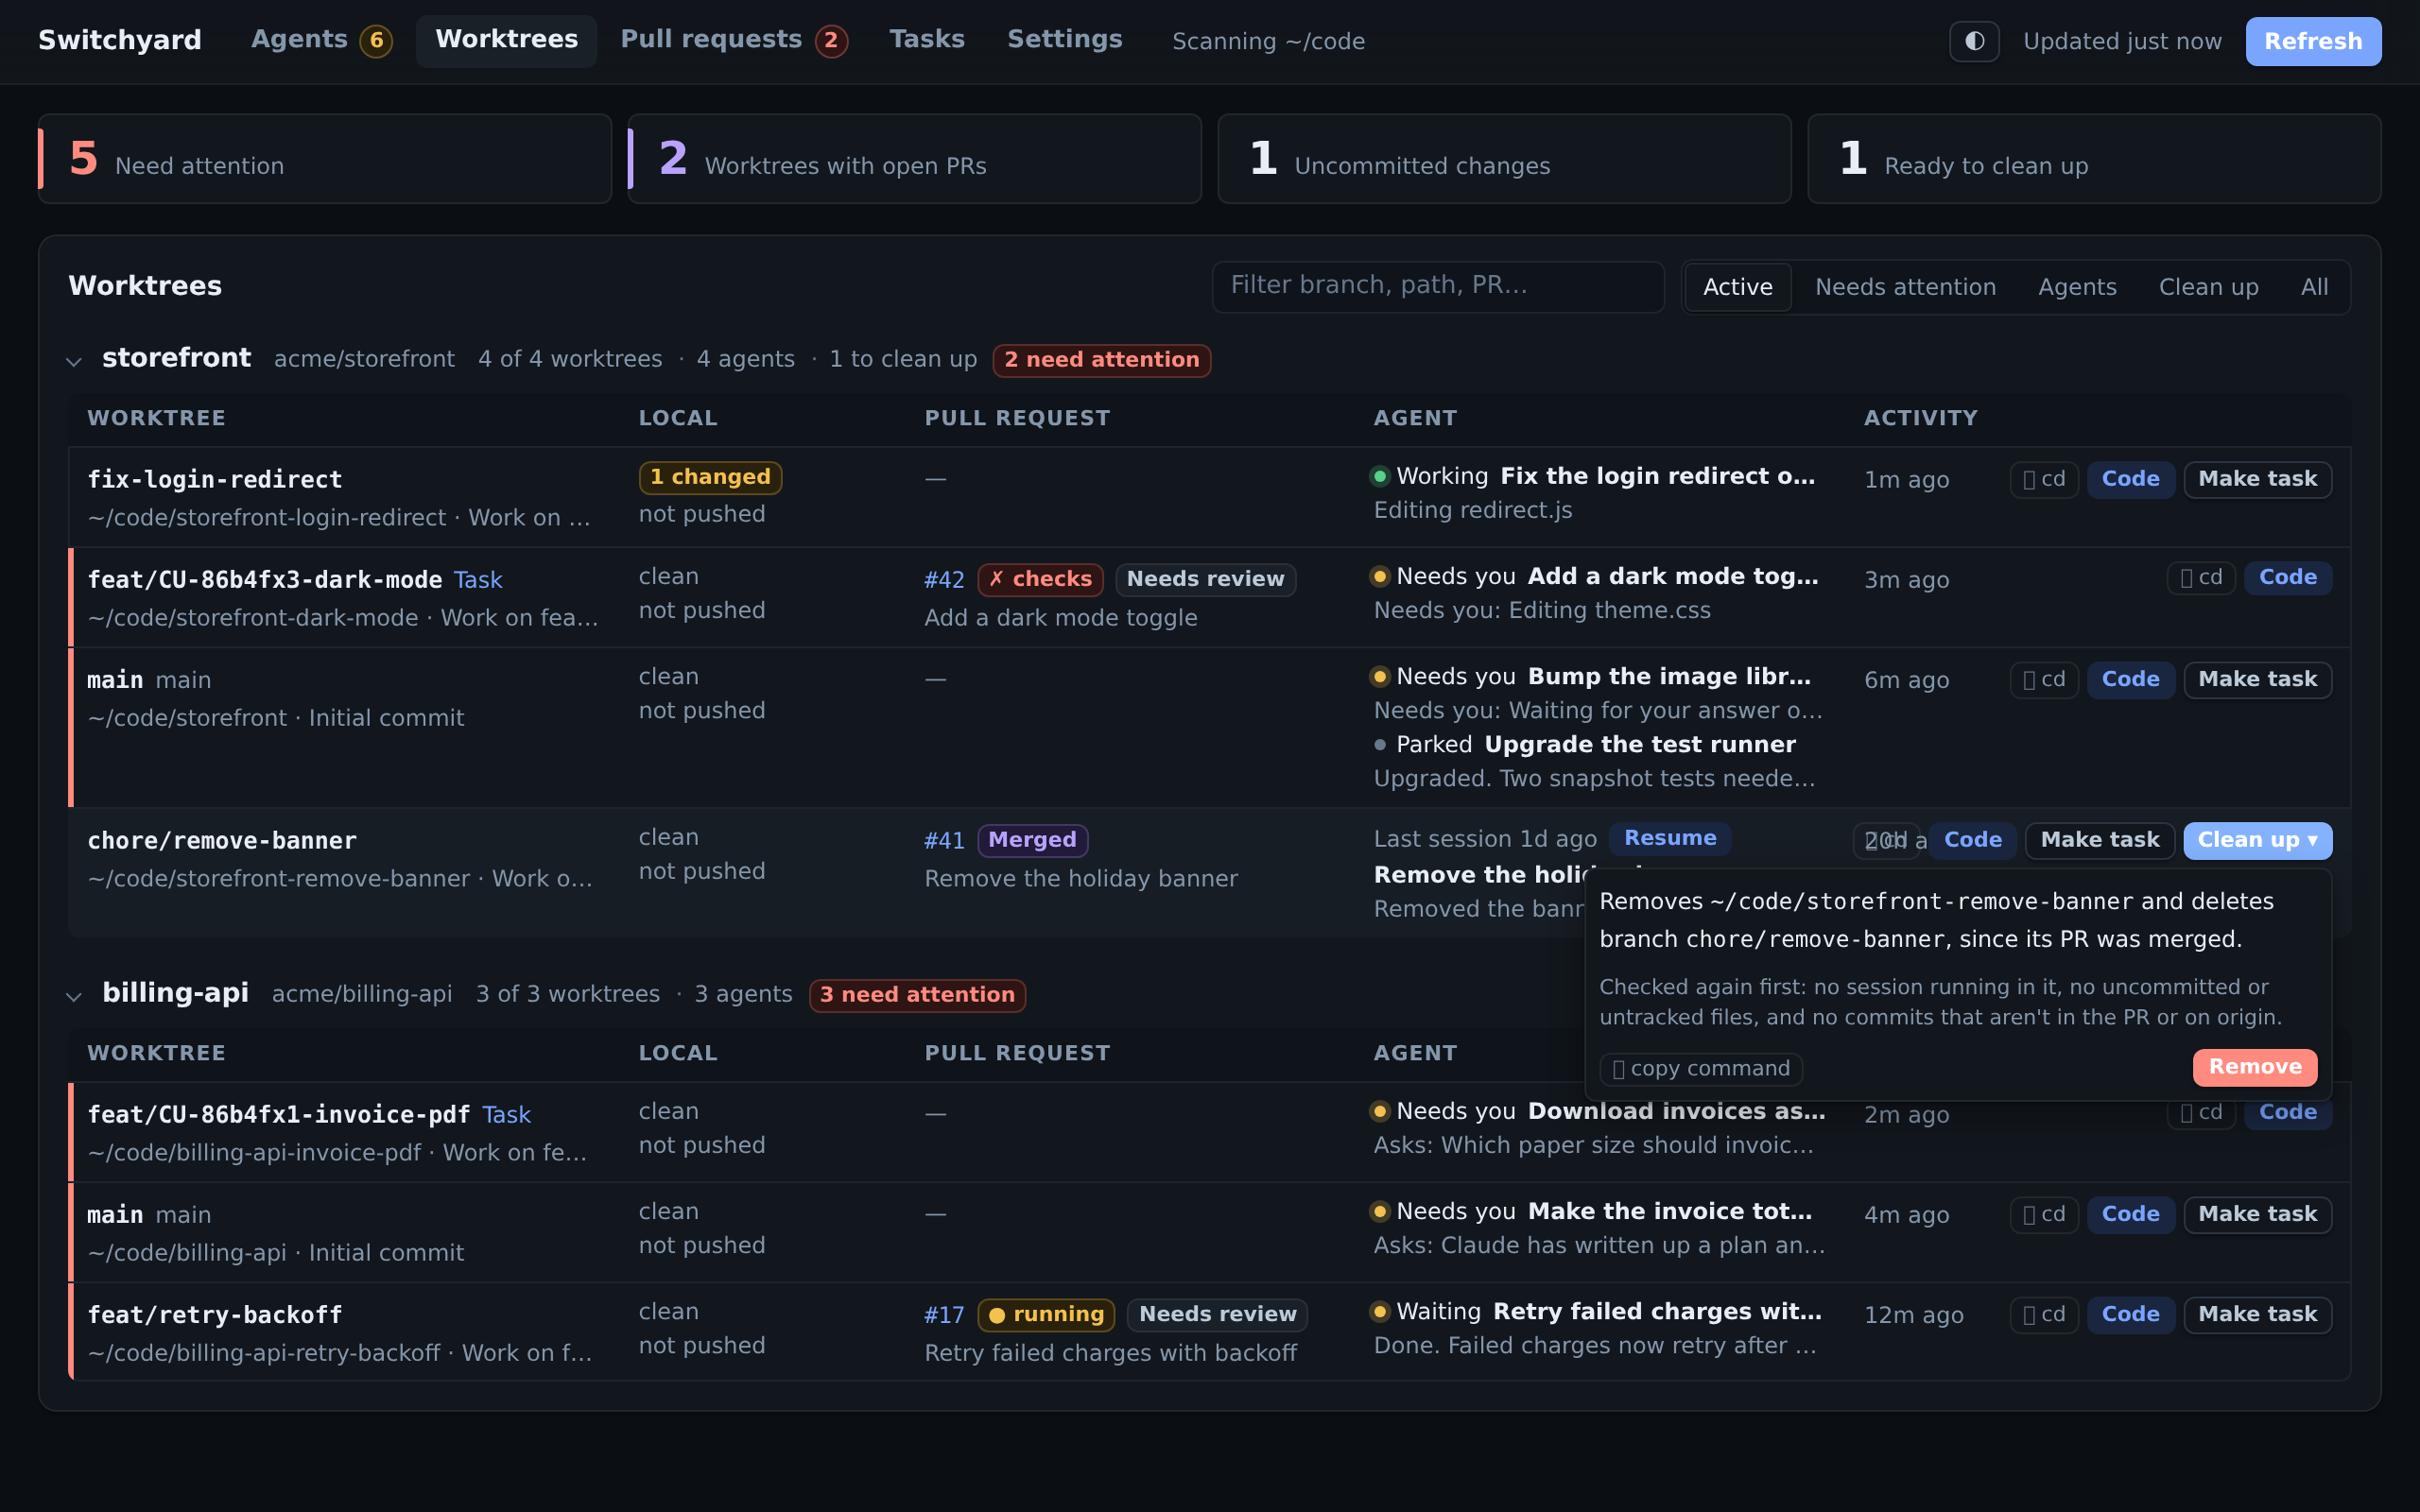 Switchyard Agents 6 Worktrees Pull requests 2 Tasks Settings Scanning ~/code Updated just now Refresh
5 Need attention 2 Worktrees with open PRs 1 Uncommitted changes 1 Ready to clean up
Worktrees Filter branch, path, PR... Active Needs attention Agents Clean up All
storefront acme/storefront 4 of 4 worktrees · 4 agents · 1 to clean up 2 need attention
WORKTREE LOCAL PULL REQUEST AGENT ACTIVITY
fix-login-redirect 1 changed — Working Fix the login redirect o… 1m ago cd Code Make task
~/code/storefront-login-redirect · Work on … not pushed Editing redirect.js
feat/CU-86b4fx3-dark-mode Task clean #42 ✗ checks Needs review Needs you Add a dark mode tog… 3m ago cd Code
~/code/storefront-dark-mode · Work on fea… not pushed Add a dark mode toggle Needs you: Editing theme.css
main main clean — Needs you Bump the image libr… 6m ago cd Code Make task
~/code/storefront · Initial commit not pushed Needs you: Waiting for your answer o…
Parked Upgrade the test runner
Upgraded. Two snapshot tests neede…
chore/remove-banner clean #41 Merged Last session 1d ago Resume 20h a cd Code Make task Clean up ▾
~/code/storefront-remove-banner · Work o… not pushed Remove the holiday banner Remove the
Removed the
Removes ~/code/storefront-remove-banner and deletes
branch chore/remove-banner, since its PR was merged.
Checked again first: no session running in it, no uncommitted or
untracked files, and no commits that aren't in the PR or on origin.
copy command Remove
billing-api acme/billing-api 3 of 3 worktrees · 3 agents 3 need attention
WORKTREE LOCAL PULL REQUEST AGENT
feat/CU-86b4fx1-invoice-pdf Task clean — Needs you Download invoices as… 2m ago cd Code
~/code/billing-api-invoice-pdf · Work on fe… not pushed Asks: Which paper size should invoic…
main main clean — Needs you Make the invoice tot… 4m ago cd Code Make task
~/code/billing-api · Initial commit not pushed Asks: Claude has written up a plan an…
feat/retry-backoff clean #17 ● running Needs review Waiting Retry failed charges wit… 12m ago cd Code Make task
~/code/billing-api-retry-backoff · Work on f… not pushed Retry failed charges with backoff Done. Failed charges now retry after …